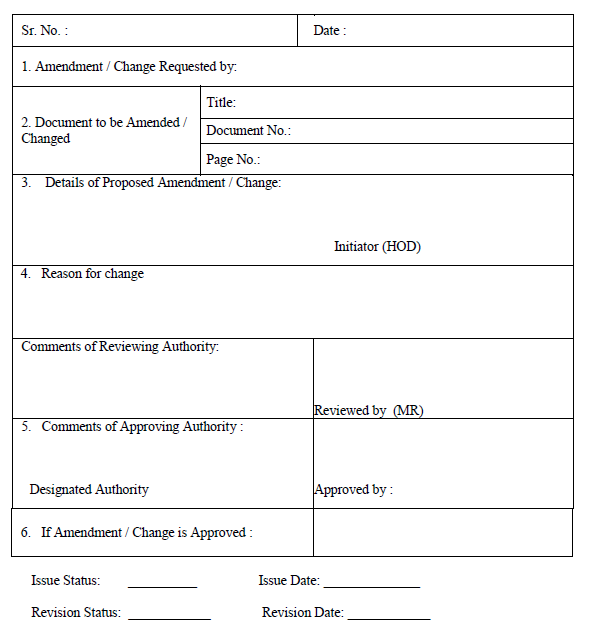 Sr. No. :
Date :
1. Amendment / Change Requested by:
2. Document to be Amended /
Changed
Title:
Document No.:
Page No.:
3. Details of Proposed Amendment / Change:
Initiator (HOD)
4. Reason for change
Comments of Reviewing Authority:
Reviewed by (MR)
5. Comments of Approving Authority :
Designated Authority
Approved by :
6. If Amendment / Change is Approved :
Issue Status: __________
Issue Date: ______________
Revision Status: ____________
Revision Date: ____________